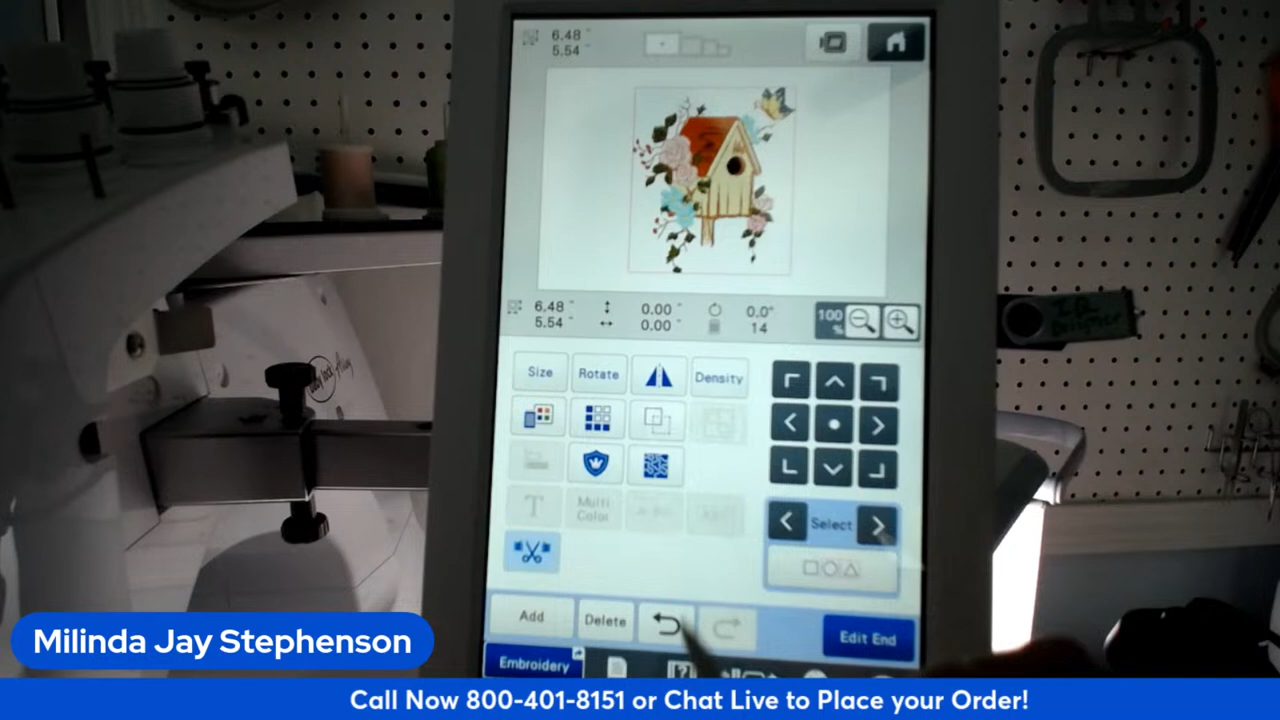 6.48 "
5.54 "
6.48 "
5.54 "
0.00 "
0.00 "
0.0°
14
100
%
Size
Rotate
Density
T
Multi
Color
Select
Add
Delete
Edit End
Embroidery
Milinda Jay Stephenson
Call Now 800-401-8151 or Chat Live to Place your Order!